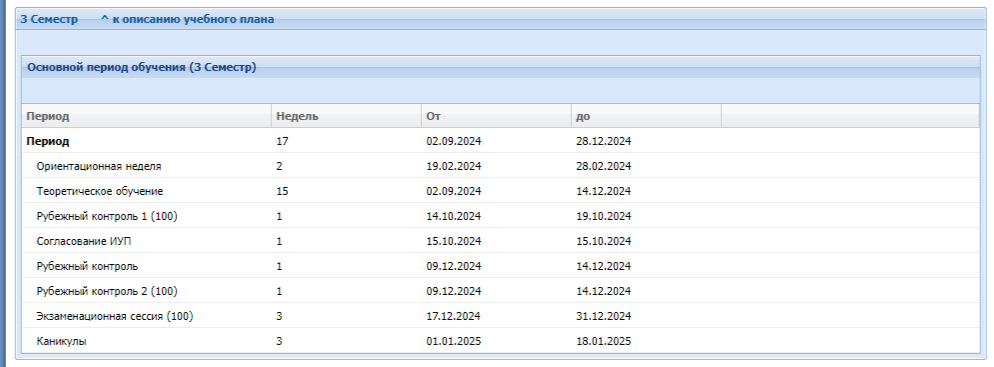 3 Семестр ^ к описанию учебного плана
Основной период обучения (3 Семестр)
Период Недель От до
Период 17 02.09.2024 28.12.2024
Ориентационная неделя 2 19.02.2024 28.02.2024
Теоретическое обучение 15 02.09.2024 14.12.2024
Рубежный контроль 1 (100) 1 14.10.2024 19.10.2024
Согласование ИУП 1 15.10.2024 15.10.2024
Рубежный контроль 1 09.12.2024 14.12.2024
Рубежный контроль 2 (100) 1 09.12.2024 14.12.2024
Экзаменационная сессия (100) 3 17.12.2024 31.12.2024
Каникулы 3 01.01.2025 18.01.2025